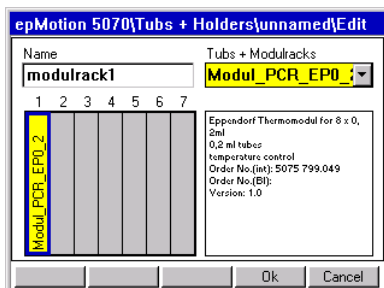 epMotion 5070\Tubs + Holders\unnamed\Edit
Name
Tubs + Modulracks
modulrack1
Modul_PCR_EP0_2
1 2 3 4 5 6 7
Modul_PCR_EP0_2
Eppendorf Thermomodul for 8 x 0,
2ml
0,2 ml tubes
temperature control
Order No.(int): 5075 799.049
Order No.(BI):
Version: 1.0
Ok
Cancel